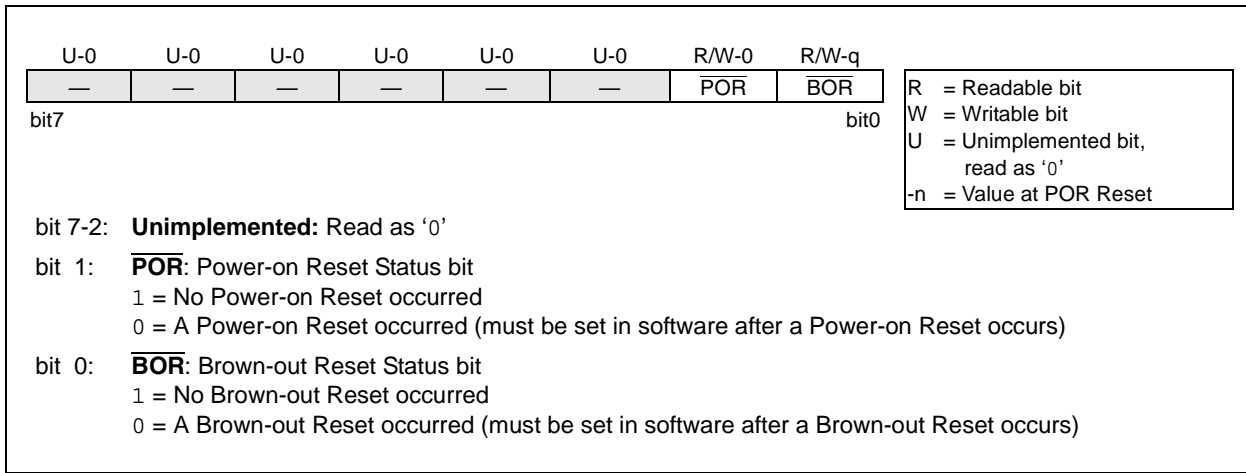 U-0 U-0 U-0 U-0 U-0 U-0 R/W-0 R/W-q
— — — — — — P̅O̅R̅ B̅O̅R̅
bit7 bit0
R = Readable bit
W = Writable bit
U = Unimplemented bit,
read as ‘0’
-n = Value at POR Reset
bit 7-2: Unimplemented: Read as ‘0’
bit 1: P̅O̅R̅: Power-on Reset Status bit
1 = No Power-on Reset occurred
0 = A Power-on Reset occurred (must be set in software after a Power-on Reset occurs)
bit 0: B̅O̅R̅: Brown-out Reset Status bit
1 = No Brown-out Reset occurred
0 = A Brown-out Reset occurred (must be set in software after a Brown-out Reset occurs)